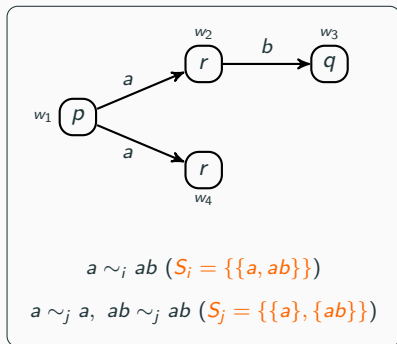 w₂
w₃
r
b
q
a
w₁
p
a
r
w₄
a ∼ᵢ ab (Sᵢ = {{a, ab}})
a ∼ⱼ a, ab ∼ⱼ ab (Sⱼ = {{a}, {ab}})